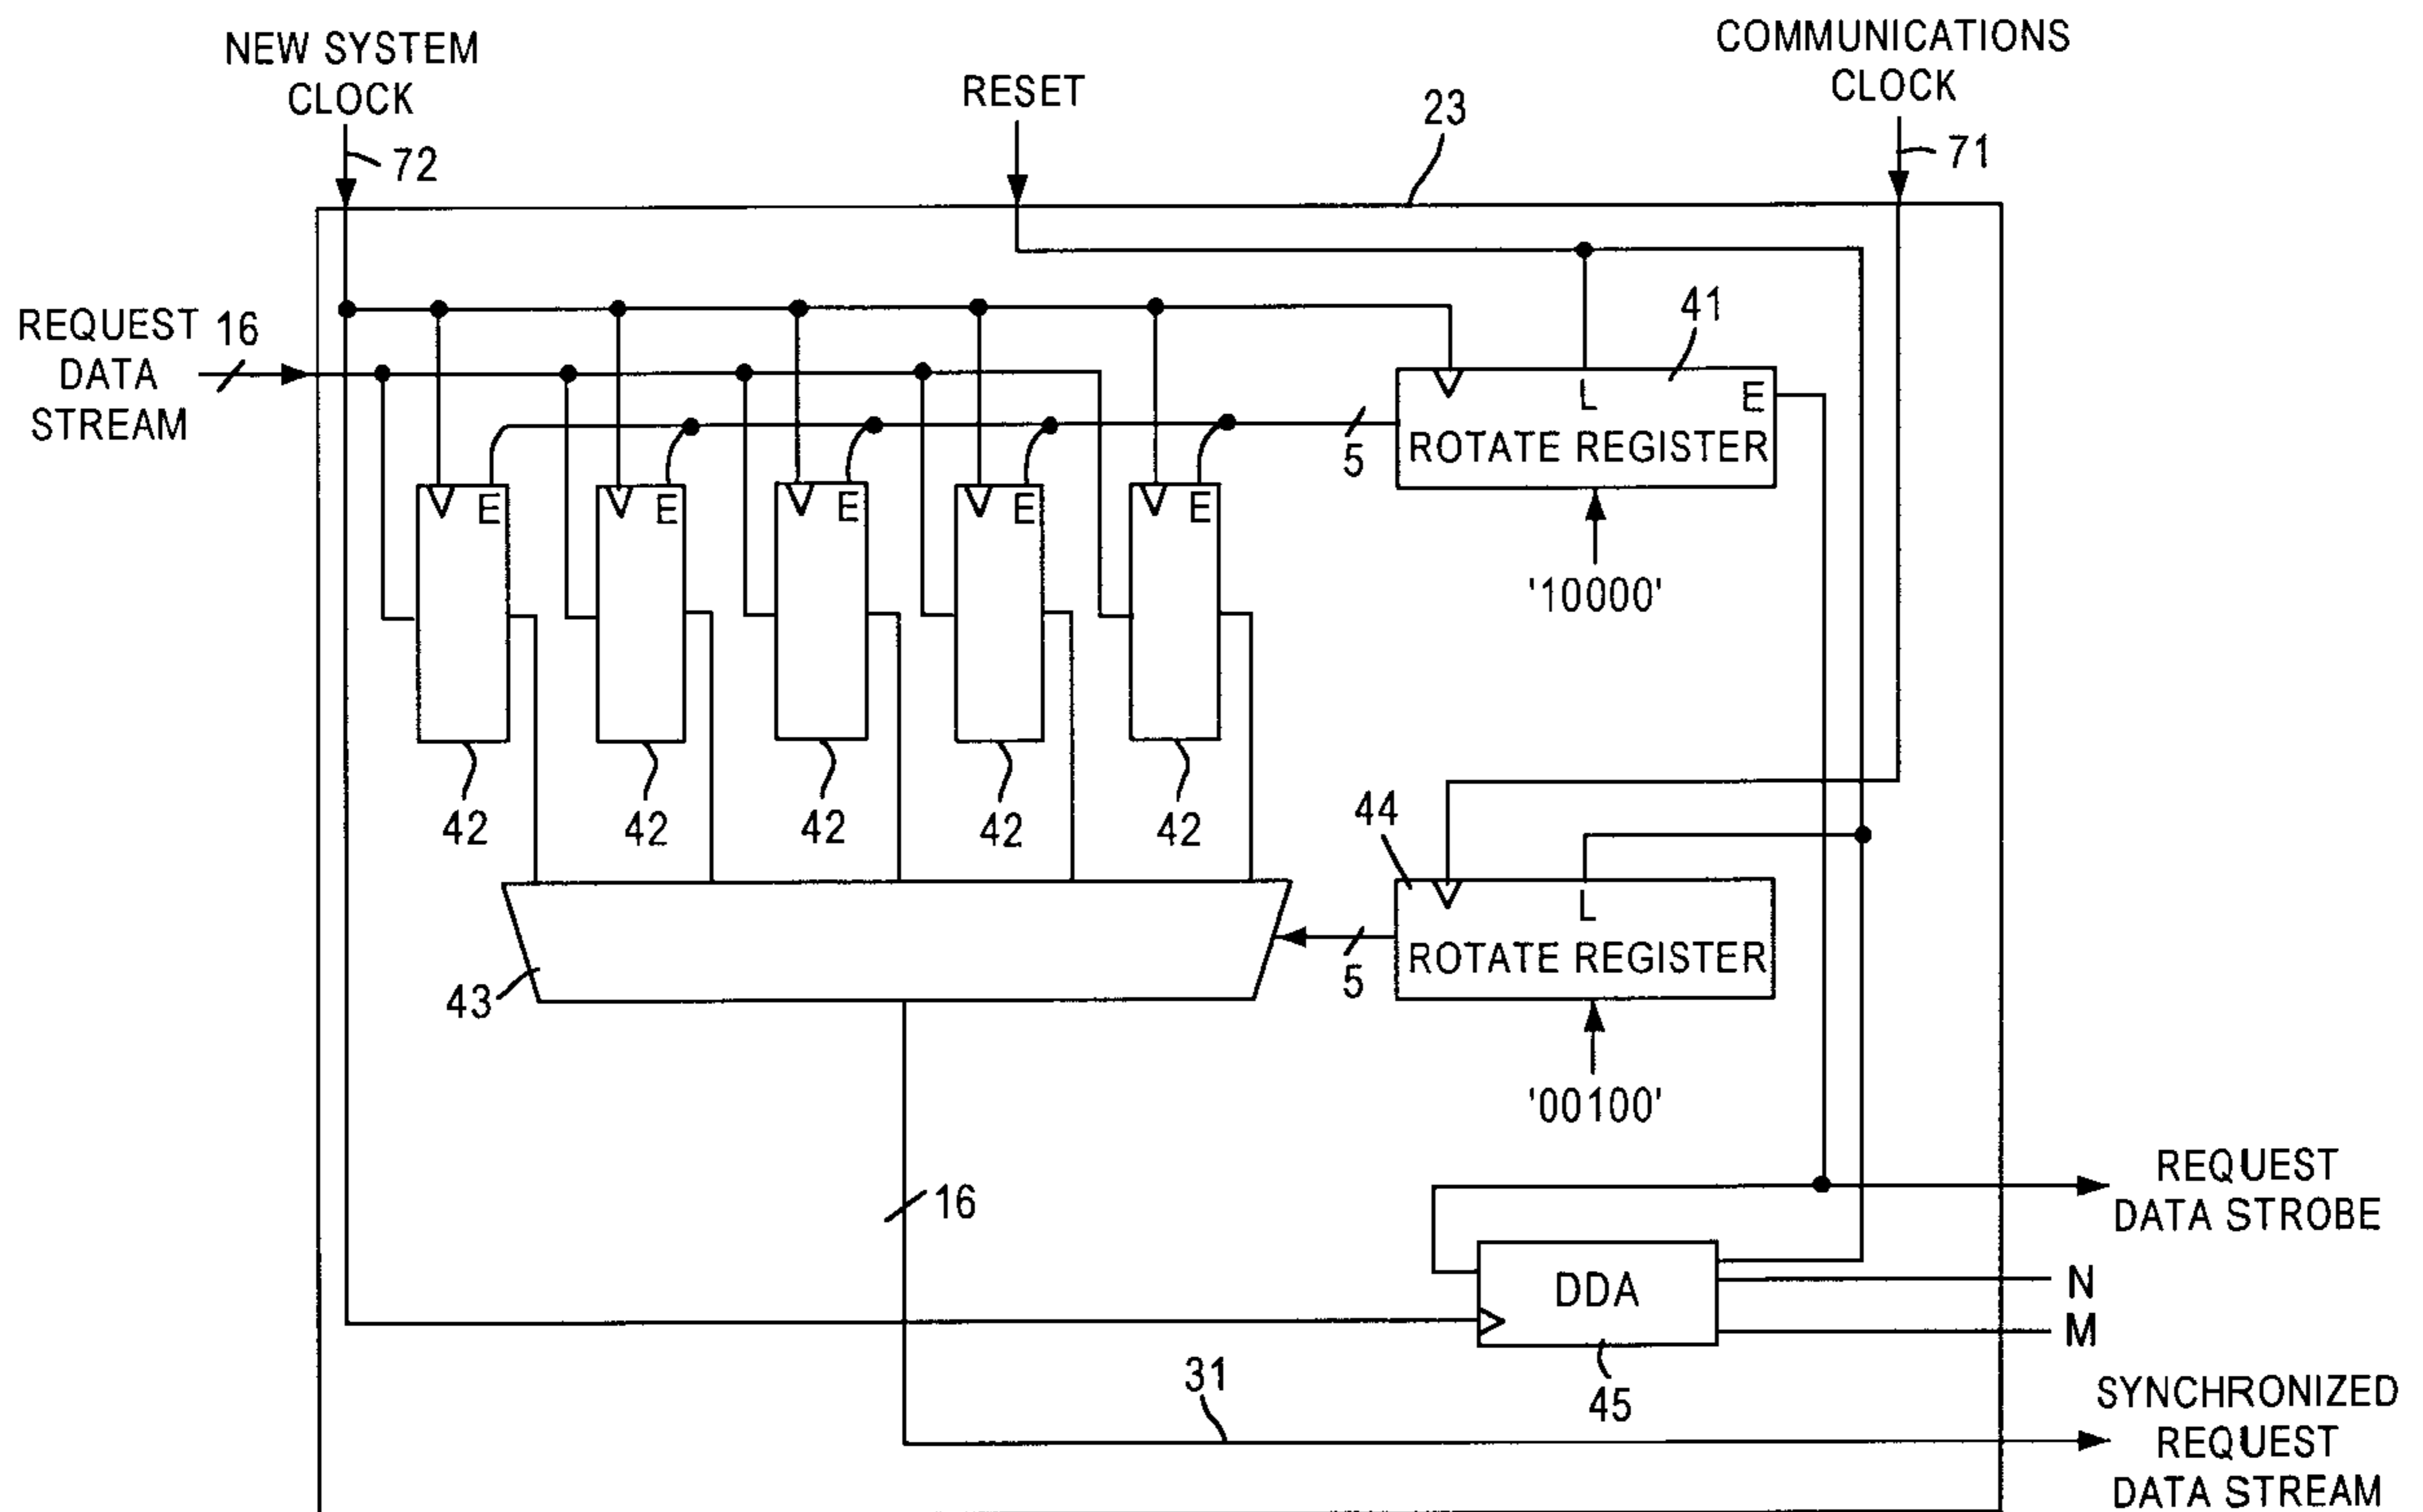 NEW SYSTEM
CLOCK
72
RESET
23
COMMUNICATIONS
CLOCK
71
REQUEST
DATA
STREAM
16
41
L
E
ROTATE REGISTER
5
'10000'
E
E
E
E
E
42
42
42
42
42
44
L
ROTATE REGISTER
5
'00100'
43
16
REQUEST
DATA STROBE
DDA
N
M
45
31
SYNCHRONIZED
REQUEST
DATA STREAM